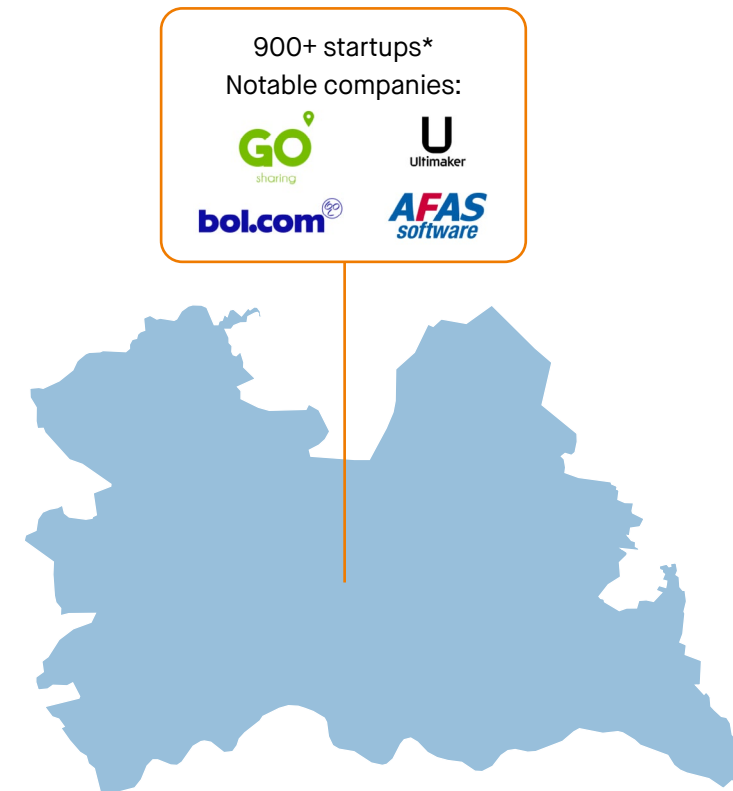 900+ startups*
Notable companies:
GO
sharing
U
Ultimaker
bol.com
AFAS
software